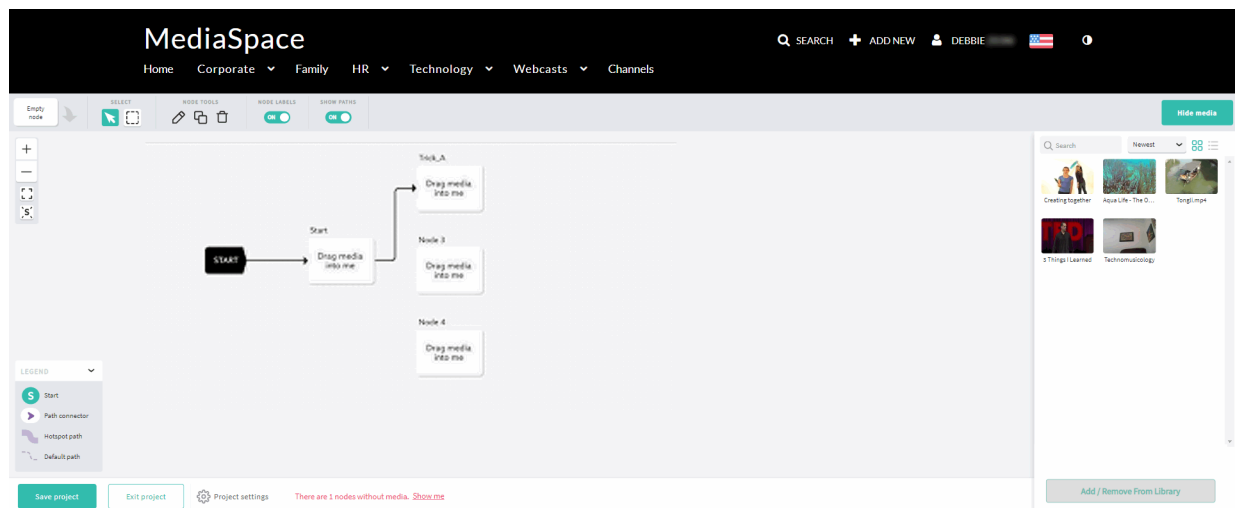 MediaSpace
SEARCH ADD NEW DEBBIE
Home Corporate Family HR Technology Webcasts Channels
Empty
node
SELECT
NODE TOOLS
NODE LABELS
ON
SHOW PATHS
ON
Hide media
S
START
Start
Drag media
into me
Trick_A
Drag media
into me
Node 3
Drag media
into me
Node 4
Drag media
into me
Search
Newest
Creating together
Aqua Life - The O...
Tongli.mp4
3 Things I Learned
Technomusicology
LEGEND
S Start
Path connector
Hotspot path
Default path
Save project
Exit project
Project settings
There are 1 nodes without media. Show me
Add / Remove From Library